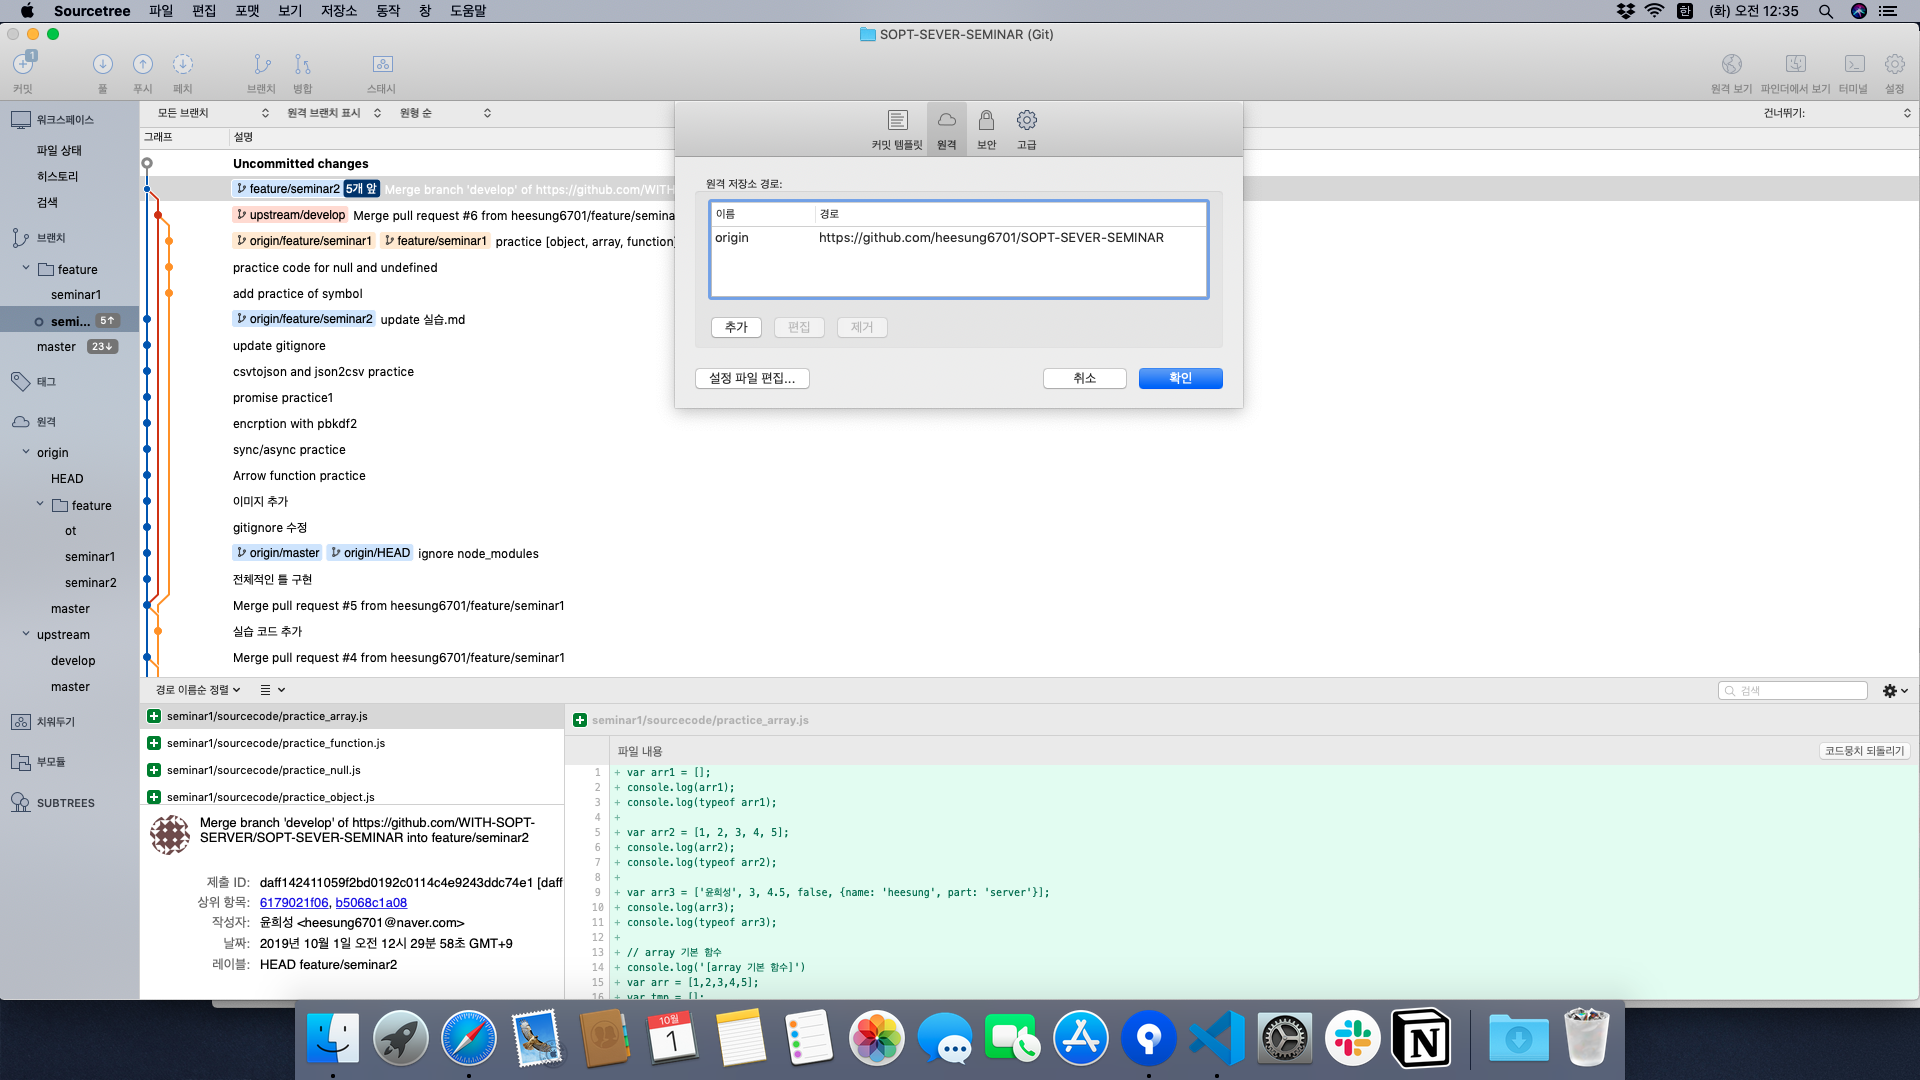 Sourcetree 파일 편집 포맷 보기 저장소 동작 창 도움말 한 (화) 오전 12:35
SOPT-SEVER-SEMINAR (Git)
1
커밋 풀 푸시 페치 브랜치 병합 스태시 원격 보기 파인더에서 보기 터미널 설정
워크스페이스
파일 상태
히스토리
검색
브랜치
feature
seminar1
semi... 5↑
master 23↓
태그
원격
origin
HEAD
feature
ot
seminar1
seminar2
master
upstream
develop
master
치워두기
부모듈
SUBTREES
모든 브랜치 원격 브랜치 표시 원형 순 건너뛰기:
그래프 설명
Uncommitted changes
feature/seminar2 5개 앞 Merge branch 'develop' of https://github.com/WITH
upstream/develop Merge pull request #6 from heesung6701/feature/semina
origin/feature/seminar1 feature/seminar1 practice [object, array, function]
practice code for null and undefined
add practice of symbol
origin/feature/seminar2 update 실습.md
update gitignore
csvtojson and json2csv practice
promise practice1
encrption with pbkdf2
sync/async practice
Arrow function practice
이미지 추가
gitignore 수정
origin/master origin/HEAD ignore node_modules
전체적인 틀 구현
Merge pull request #5 from heesung6701/feature/seminar1
실습 코드 추가
Merge pull request #4 from heesung6701/feature/seminar1
커밋 템플릿 원격 보안 고급
원격 저장소 경로:
이름 경로
origin https://github.com/heesung6701/SOPT-SEVER-SEMINAR
추가 편집 제거
설정 파일 편집... 취소 확인
경로 이름순 정렬 검색
seminar1/sourcecode/practice_array.js
seminar1/sourcecode/practice_function.js
seminar1/sourcecode/practice_null.js
seminar1/sourcecode/practice_object.js
Merge branch 'develop' of https://github.com/WITH-SOPT-
SERVER/SOPT-SEVER-SEMINAR into feature/seminar2
제출 ID: daff142411059f2bd0192c0114c4e9243ddc74e1 [daff
상위 항목: 6179021f06, b5068c1a08
작성자: 윤희성 <heesung6701@naver.com>
날짜: 2019년 10월 1일 오전 12시 29분 58초 GMT+9
레이블: HEAD feature/seminar2
seminar1/sourcecode/practice_array.js
파일 내용 코드뭉치 되돌리기
1 + var arr1 = [];
2 + console.log(arr1);
3 + console.log(typeof arr1);
4 +
5 + var arr2 = [1, 2, 3, 4, 5];
6 + console.log(arr2);
7 + console.log(typeof arr2);
8 +
9 + var arr3 = ['윤희성', 3, 4.5, false, {name: 'heesung', part: 'server'}];
10 + console.log(arr3);
11 + console.log(typeof arr3);
12 +
13 + // array 기본 함수
14 + console.log('[array 기본 함수]')
15 + var arr = [1,2,3,4,5];
16 + var tmp = [];
10월
1
N